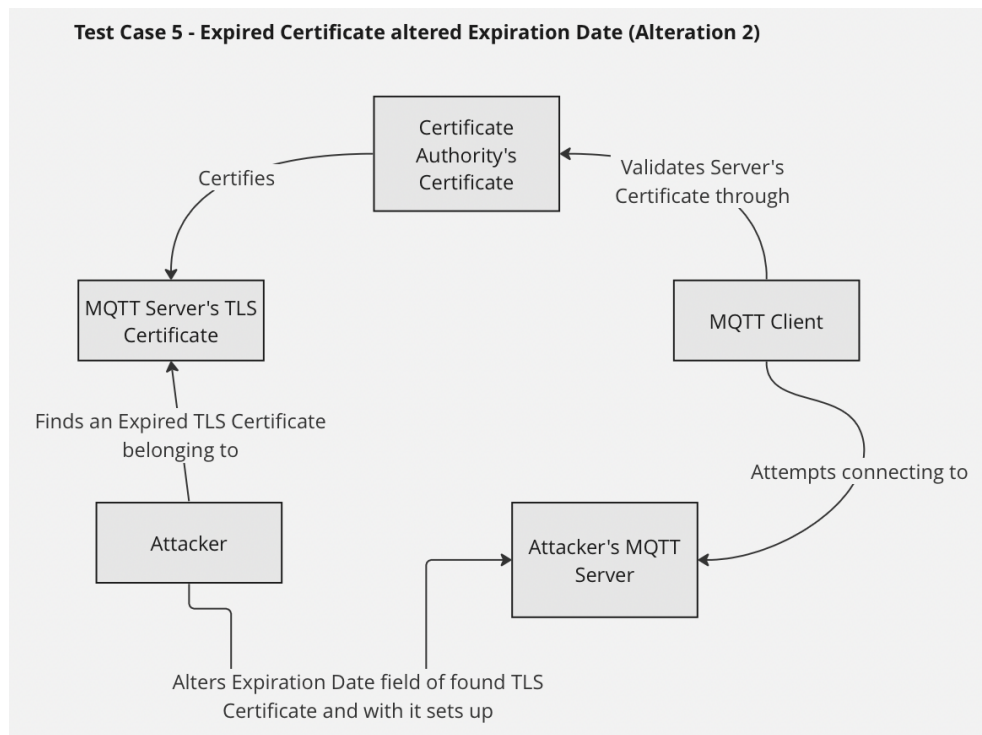 Test Case 5 - Expired Certificate altered Expiration Date (Alteration 2)
Certificate
Authority's
Certificate
Certifies
Validates Server's
Certificate through
MQTT Server's TLS
Certificate
MQTT Client
Finds an Expired TLS Certificate
belonging to
Attempts connecting to
Attacker
Attacker's MQTT
Server
Alters Expiration Date field of found TLS
Certificate and with it sets up